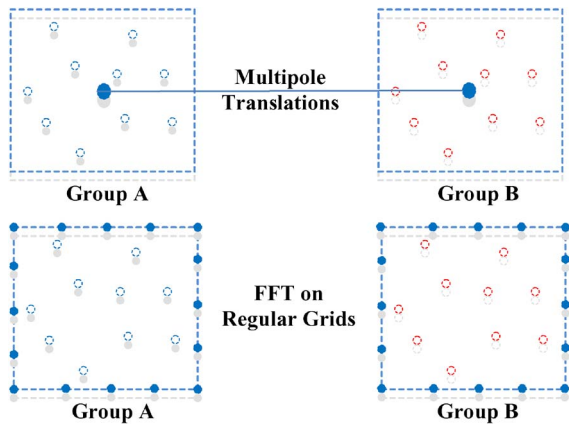 Multipole
Translations
Group A
Group B
FFT on
Regular Grids
Group A
Group B